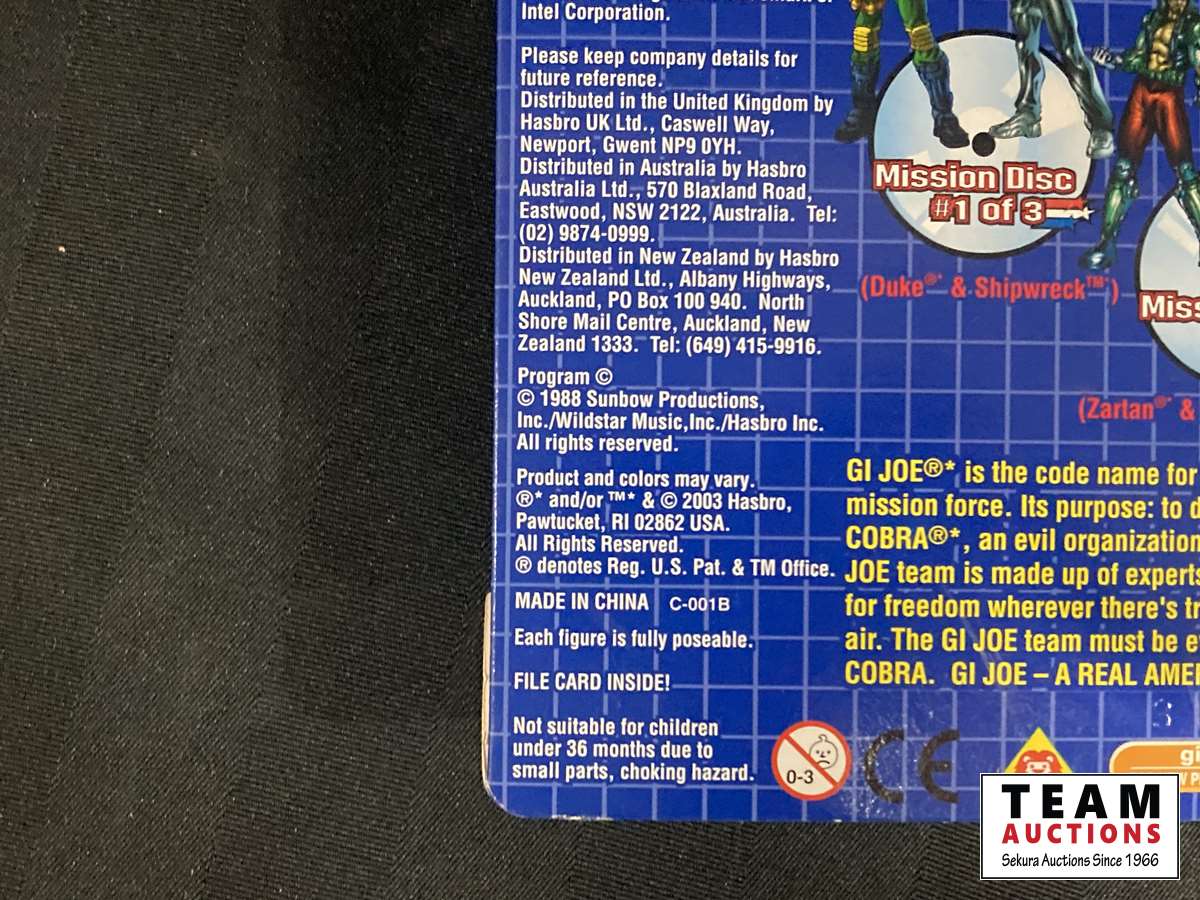 Intel Corporation.
Please keep company details for
future reference.
Distributed in the United Kingdom by
Hasbro UK Ltd., Caswell Way,
Newport, Gwent NP9 0YH.
Distributed in Australia by Hasbro
Australia Ltd., 570 Blaxland Road,
Eastwood, NSW 2122, Australia. Tel:
(02) 9874-0999.
Distributed in New Zealand by Hasbro
New Zealand Ltd., Albany Highways,
Auckland, PO Box 100 940. North
Shore Mail Centre, Auckland, New
Zealand 1333. Tel: (649) 415-9916.
Program ©
© 1988 Sunbow Productions,
Inc./Wildstar Music,Inc./Hasbro Inc.
All rights reserved.
Product and colors may vary.
®* and/or ™* & © 2003 Hasbro,
Pawtucket, RI 02862 USA.
All Rights Reserved.
® denotes Reg. U.S. Pat. & TM Office.
MADE IN CHINA C-001B
Each figure is fully poseable.
FILE CARD INSIDE!
Not suitable for children
under 36 months due to
small parts, choking hazard.
0-3
CE
Mission Disc
#1 of 3
(Duke®* & Shipwreck™*)
Miss
(Zartan®* &
GI JOE®* is the code name for
mission force. Its purpose: to d
COBRA®*, an evil organization
JOE team is made up of experts
for freedom wherever there's tr
air. The GI JOE team must be e
COBRA. GI JOE – A REAL AMER
gi
TEAM
AUCTIONS
Sekura Auctions Since 1966